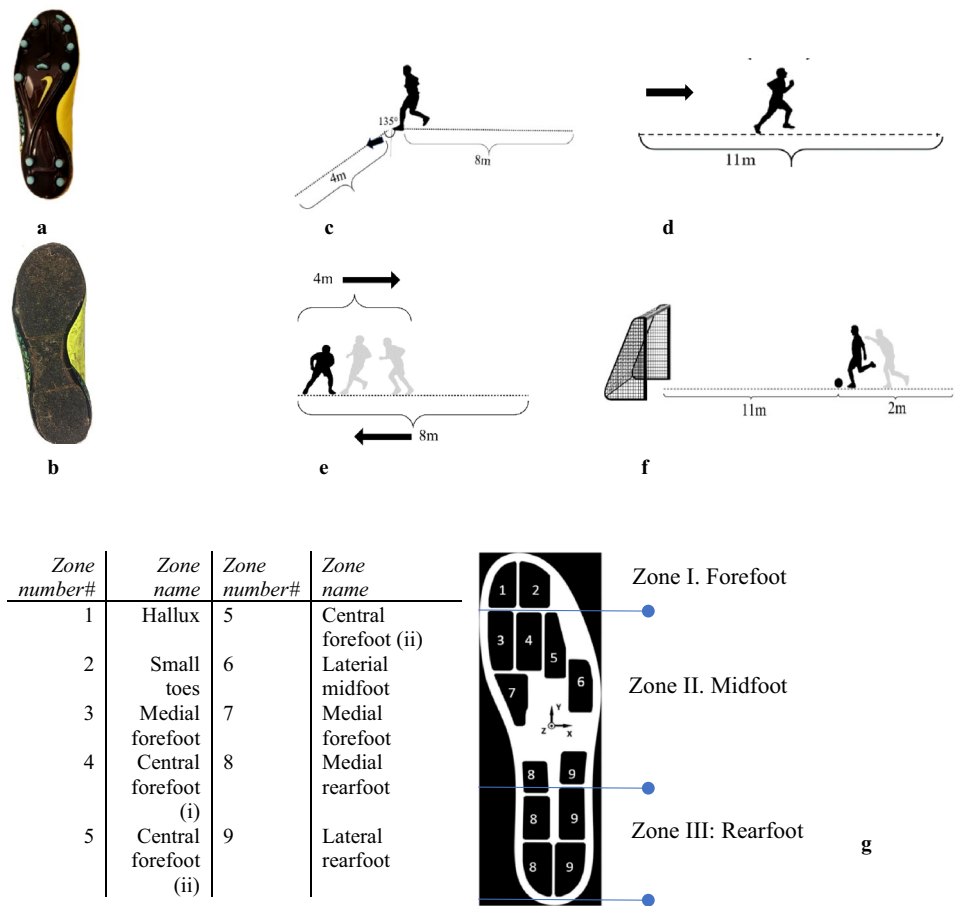 135°
4m
8m
11m
a
c
d
4m
8m
11m
2m
b
e
f
Zone number#
Zone name
Zone number#
Zone name
1
Hallux
5
Central forefoot (ii)
2
Small toes
6
Laterial midfoot
3
Medial forefoot
7
Medial forefoot
4
Central forefoot (i)
8
Medial rearfoot
5
Central forefoot (ii)
9
Lateral rearfoot
1 2
3 4
5
6
7
Y
Z X
8 9
8 9
8 9
Zone I. Forefoot
Zone II. Midfoot
Zone III: Rearfoot
g